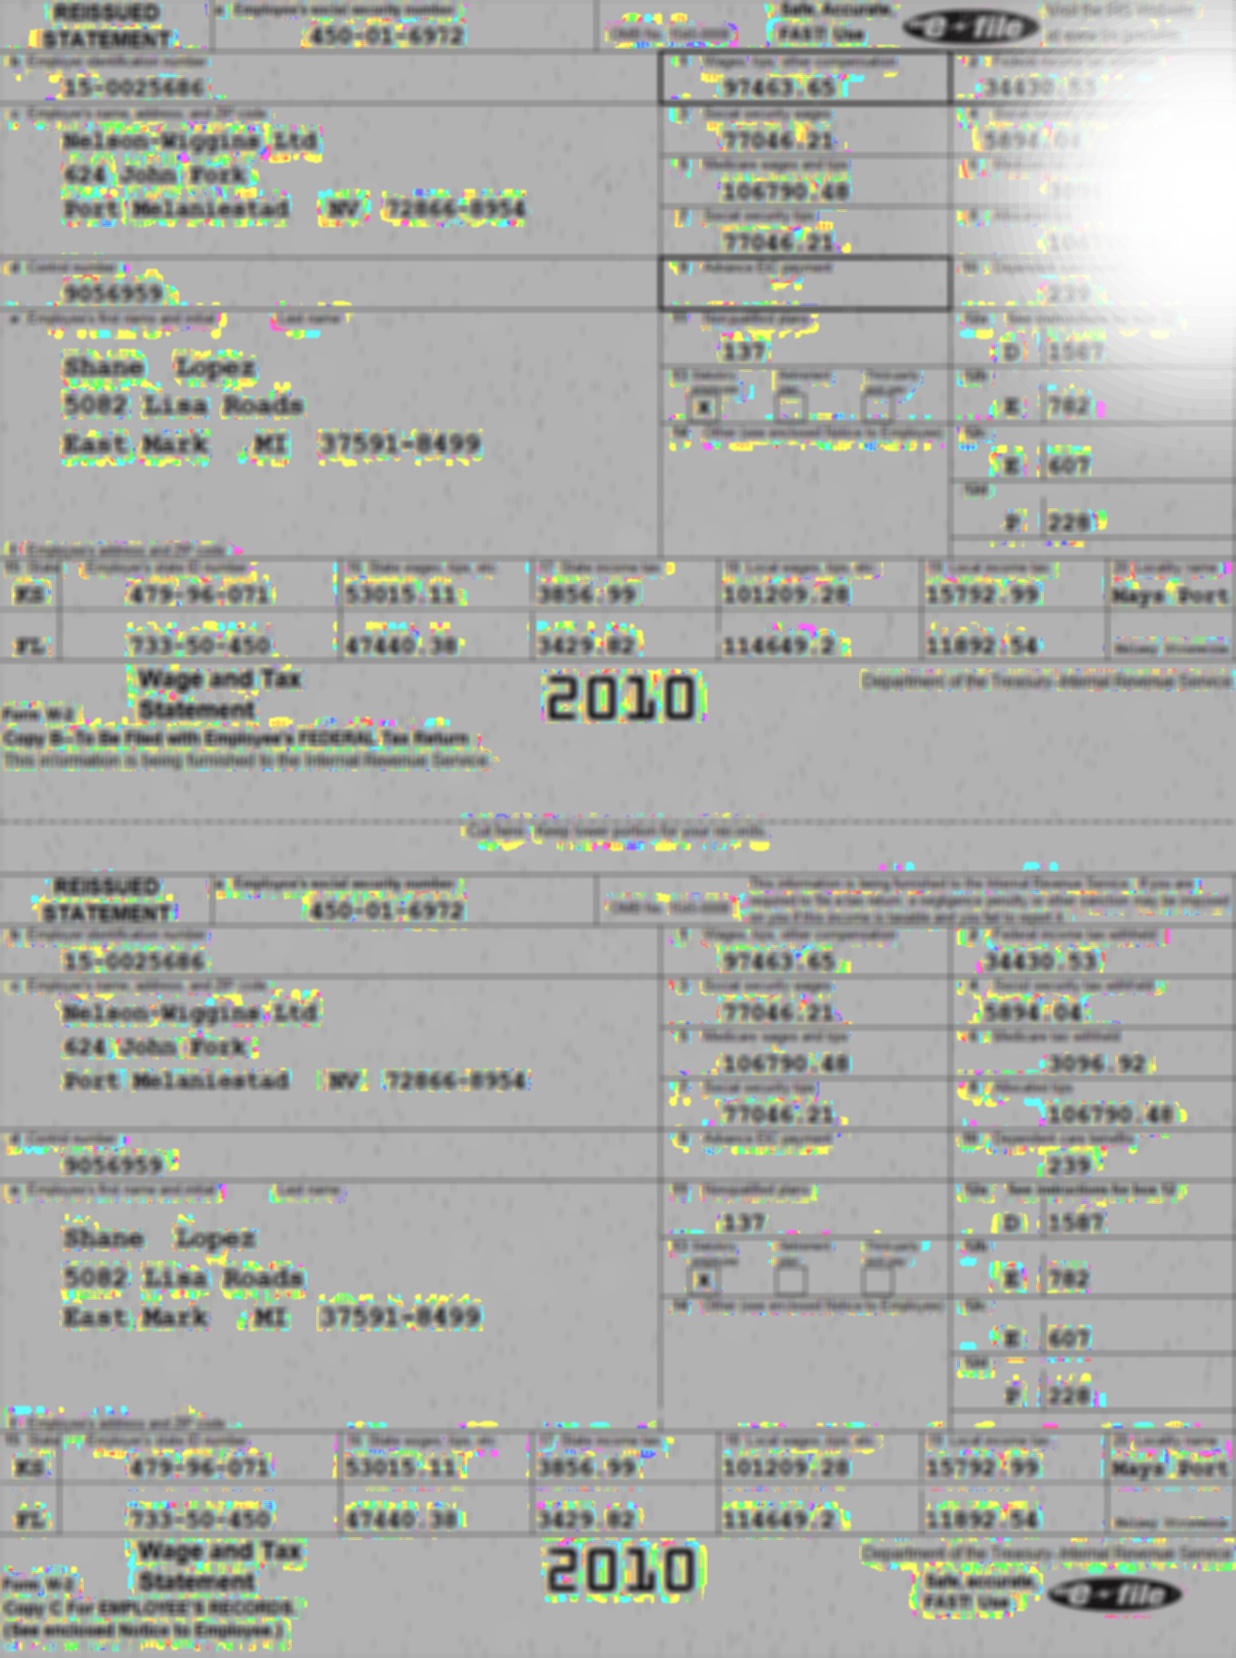 REISSUED STATEMENT
a Employee's social security number
450-01-6972
OMB No. 1545-0008
Safe, Accurate, FAST! Use
e-file
Visit the IRS Website
b Employer identification number
15-0025686
1 Wages, tips, other compensation
97463.65
2 Federal income tax
34430.53
c Employer's name, address, and ZIP code
Nelson-Wiggins Ltd
624 John Fork
Port Melaniestad NV 72866-8954
3 Social security wages
77046.21
5894.04
5 Medicare wages and tips
106790.48
3096
7 Social security tips
77046.21
d Control number
9056959
9 Advance EIC payment
10 Dependent
239
e Employee's first name and initial Last name
Shane Lopez
5082 Lisa Roads
East Mark MI 37591-8499
11 Nonqualified plans
137
12a See instructions for box 12
D 1587
13 Statutory employee Retirement plan Third-party sick pay
X
12b
E 782
14 Other (see enclosed Notice to Employee)
12c
E 607
12d
P 228
f Employee's address and ZIP code
15 State Employer's state ID number 16 State wages, tips, etc. 17 State income tax 18 Local wages, tips, etc. 19 Local income tax 20 Locality name
KS 479-96-071 53015.11 3856.99 101209.28 15792.99 Mays Port
FL 733-50-450 47440.38 3429.82 114649.2 11892.54
Form W-2 Wage and Tax Statement
2010
Department of the Treasury-Internal Revenue Service
Copy B-To Be Filed with Employee's FEDERAL Tax Return
This information is being furnished to the Internal Revenue Service.
Cut here. Keep lower portion for your records.
REISSUED STATEMENT
a Employee's social security number
450-01-6972
OMB No. 1545-0008
This information is being furnished to the Internal Revenue Service. If you are
required to file a tax return, a negligence penalty or other sanction may be imposed
on you if this income is taxable and you fail to report it.
b Employer identification number
15-0025686
1 Wages, tips, other compensation
97463.65
2 Federal income tax withheld
34430.53
c Employer's name, address, and ZIP code
Nelson-Wiggins Ltd
624 John Fork
Port Melaniestad NV 72866-8954
3 Social security wages
77046.21
4 Social security tax withheld
5894.04
5 Medicare wages and tips
106790.48
6 Medicare tax withheld
3096.92
7 Social security tips
77046.21
8 Allocated tips
106790.48
d Control number
9056959
9 Advance EIC payment
10 Dependent care benefits
239
e Employee's first name and initial Last name
Shane Lopez
5082 Lisa Roads
East Mark MI 37591-8499
11 Nonqualified plans
137
12a See instructions for box 12
D 1587
13 Statutory employee Retirement plan Third-party sick pay
X
12b
E 782
14 Other (see enclosed Notice to Employee)
12c
E 607
12d
P 228
f Employee's address and ZIP code
15 State Employer's state ID number 16 State wages, tips, etc. 17 State income tax 18 Local wages, tips, etc. 19 Local income tax 20 Locality name
KS 479-96-071 53015.11 3856.99 101209.28 15792.99 Mays Port
FL 733-50-450 47440.38 3429.82 114649.2 11892.54
Form W-2 Wage and Tax Statement
2010
Department of the Treasury-Internal Revenue Service
Copy C For EMPLOYEE'S RECORDS.
(See enclosed Notice to Employee.)
Safe, accurate, FAST! Use
e-file